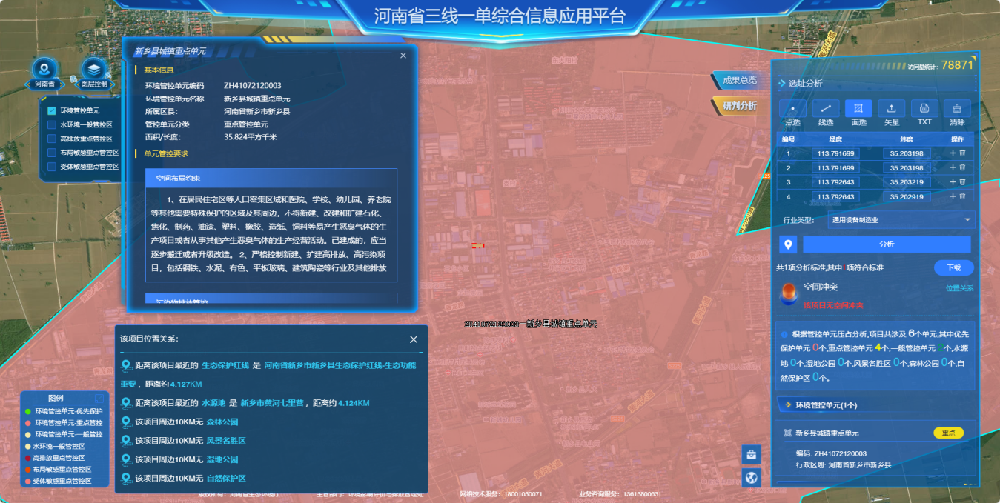 河南省三线一单综合信息应用平台
河南省
图层控制
环境管控单元
水环境一般管控区
高排放重点管控区
布局敏感重点管控区
受体敏感重点管控区
新乡县城镇重点单元
基本信息
环境管控单元编码 ZH41072120003
环境管控单元名称 新乡县城镇重点单元
所属区县: 河南省新乡市新乡县
管控单元分类 重点管控单元
面积/长度: 35.824平方千米
单元管控要求
空间布局约束
1、在居民住宅区等人口密集区域和医院、学校、幼儿园、养老院
等其他需要特殊保护的区域及其周边，不得新建、改建和扩建石化、
焦化、制药、油漆、塑料、橡胶、造纸、饲料等易产生恶臭气体的生
产项目或者从事其他产生恶臭气体的生产经营活动。已建成的，应当
逐步搬迁或者升级改造。 2、严格控制新建、扩建高排放、高污染项
目，包括钢铁、水泥、有色、平板玻璃、建筑陶瓷等行业及其他排放
该项目位置关系:
距离该项目最近的 生态保护红线 是 河南省新乡市新乡县生态保护红线-生态功能
重要，距离约 4.127KM
距离该项目最近的 水源地 是 新乡市黄河七里营，距离约 4.124KM
该项目周边10KM无 森林公园
该项目周边10KM无 风景名胜区
该项目周边10KM无 湿地公园
该项目周边10KM无 自然保护区
图例
环境管控单元-优先保护
环境管控单元-重点管控
环境管控单元-一般管控
水环境一般管控区
高排放重点管控区
布局敏感重点管控区
受体敏感重点管控区
ZH41072120003—新乡县城镇重点单元
网络技术服务: 18001030071
业务咨询服务: 13613800631
成果总览
研判分析
访问量统计: 78871
选址分析
点选 线选 面选 矢量 TXT 清除
编号 经度 纬度 操作
1 113.791699 35.203198
2 113.791699 35.203198
3 113.792643 35.203219
4 113.792643 35.202919
行业类型: 通用设备制造业
分析
共1项分析标准,其中 项符合标准
下载
空间冲突
位置关系
该项目无空间冲突
根据管控单元压占分析,项目共涉及 6个单元,其中优先
保护单元 0个,重点管控单元 4个,一般管控单元 2个,水源
地 0个,湿地公园 0个,风景名胜区 0个,森林公园 0个,自
然保护区 0个。
环境管控单元(1个)
新乡县城镇重点单元
重点
编码: ZH41072120003
行政区划: 河南省新乡市新乡县